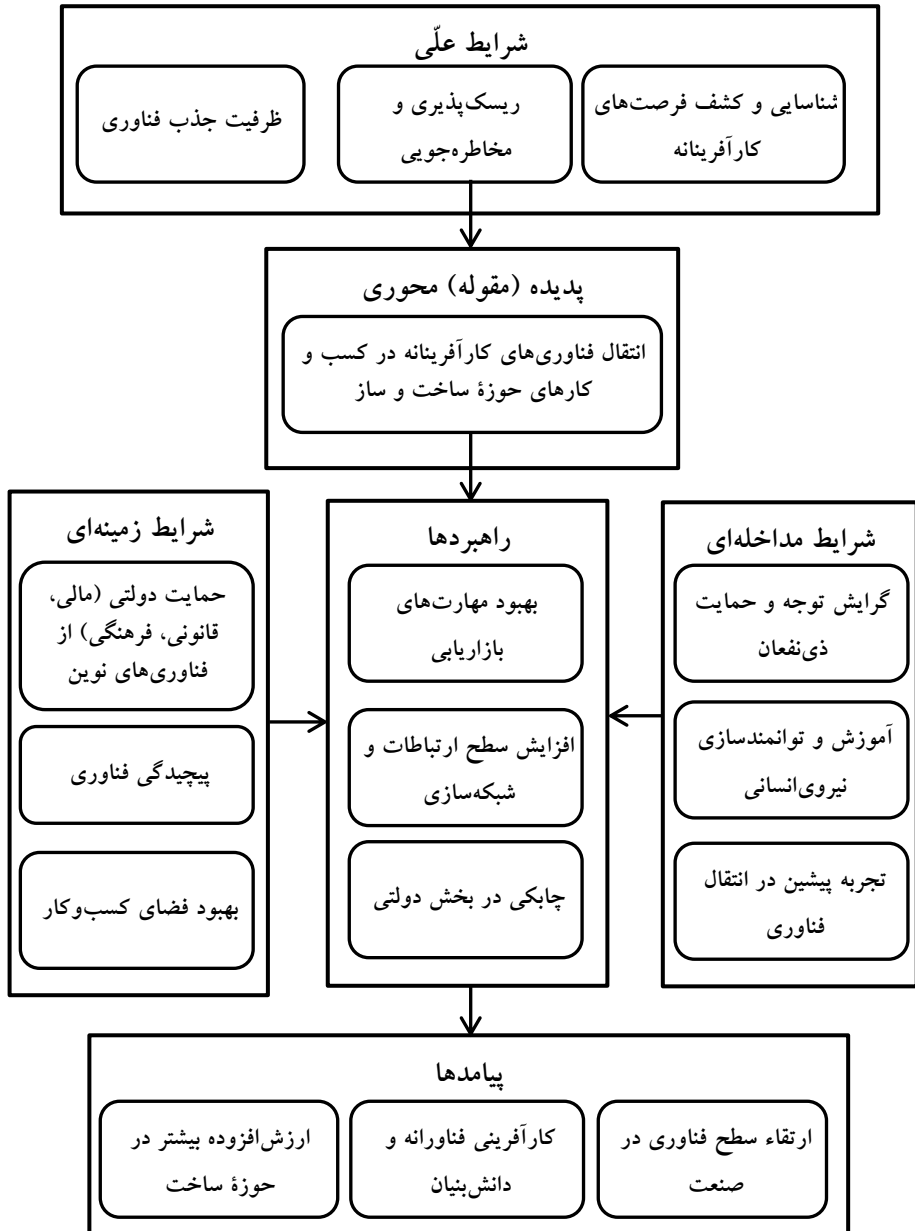 شرایط علّی
شناسایی و کشف فرصت‌های
کارآفرینانه
ریسک‌پذیری و
مخاطره‌جویی
ظرفیت جذب فناوری
پدیده (مقوله) محوری
انتقال فناوری‌های کارآفرینانه در کسب و
کارهای حوزۀ ساخت و ساز
شرایط مداخله‌ای
گرایش توجه و حمایت
ذی‌نفعان
آموزش و توانمندسازی
نیروی‌انسانی
تجربه پیشین در انتقال
فناوری
راهبردها
بهبود مهارت‌های
بازاریابی
افزایش سطح ارتباطات و
شبکه‌سازی
چابکی در بخش دولتی
شرایط زمینه‌ای
حمایت دولتی (مالی،
قانونی، فرهنگی) از
فناوری‌های نوین
پیچیدگی فناوری
بهبود فضای کسب‌وکار
پیامدها
ارتقاء سطح فناوری در
صنعت
کارآفرینی فناورانه و
دانش‌بنیان
ارزش‌افزوده بیشتر در
حوزۀ ساخت